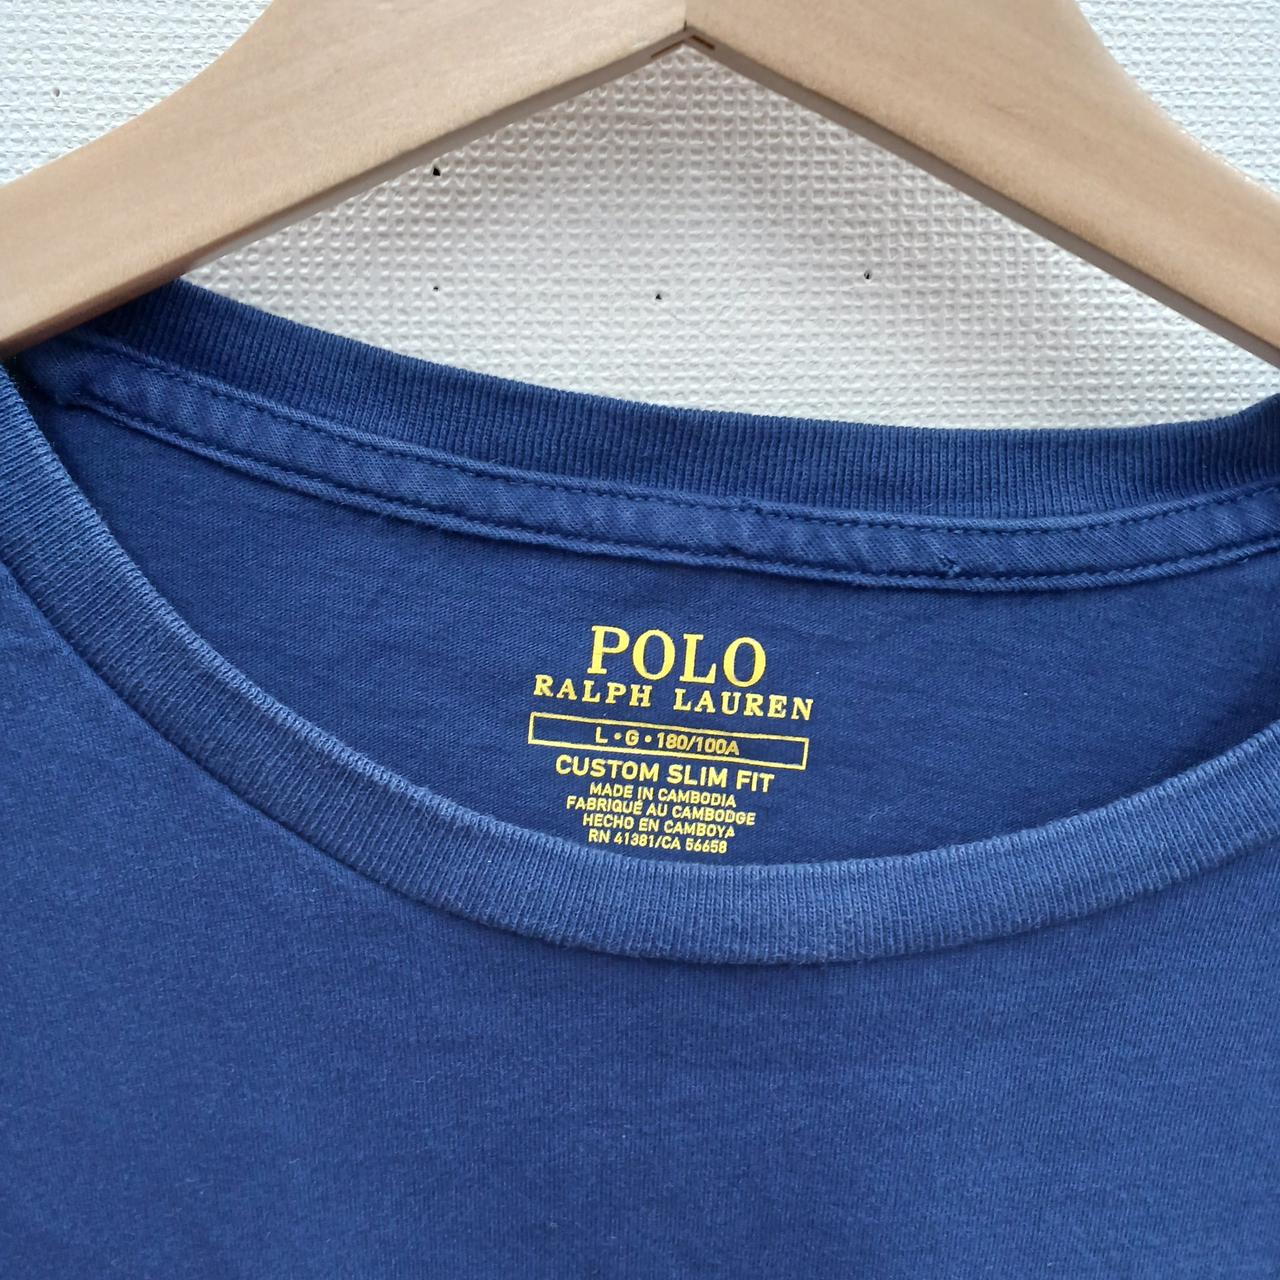 POLO
RALPH LAUREN
L • G • 180/100A
CUSTOM SLIM FIT
MADE IN CAMBODIA
FABRIQUÉ AU CAMBODGE
HECHO EN CAMBOYA
RN 41381/CA 56658